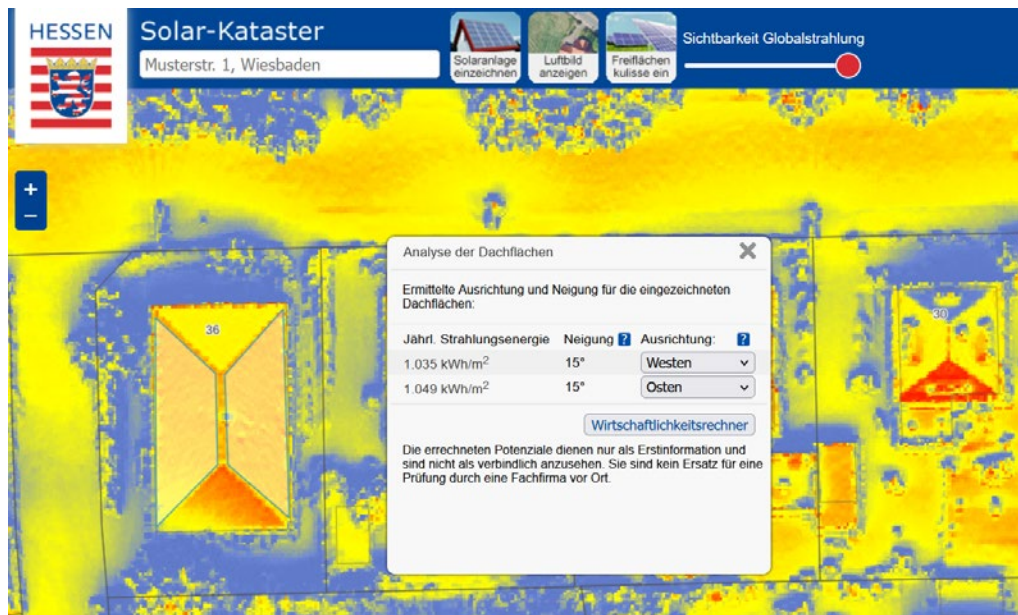 HESSEN
Solar-Kataster
Musterstr. 1, Wiesbaden
Solaranlage
einzeichnen
Luftbild
anzeigen
Freiflächen
kulisse ein
Sichtbarkeit Globalstrahlung
+
−
36
30
Analyse der Dachflächen
Ermittelte Ausrichtung und Neigung für die eingezeichneten
Dachflächen:
Jährl. Strahlungsenergie Neigung ? Ausrichtung: ?
1.035 kWh/m² 15° Westen
1.049 kWh/m² 15° Osten
Wirtschaftlichkeitsrechner
Die errechneten Potenziale dienen nur als Erstinformation und
sind nicht als verbindlich anzusehen. Sie sind kein Ersatz für eine
Prüfung durch eine Fachfirma vor Ort.